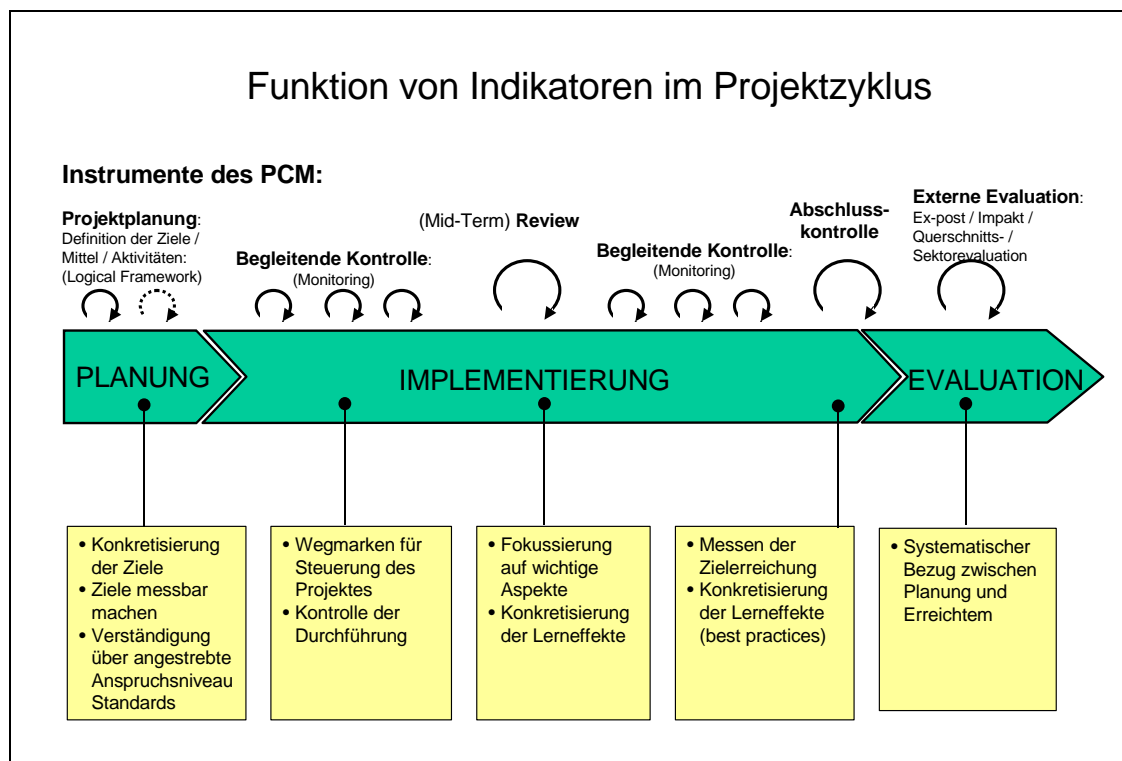 Funktion von Indikatoren im Projektzyklus
Instrumente des PCM:
Projektplanung:
Definition der Ziele /
Mittel / Aktivitäten:
(Logical Framework)
Begleitende Kontrolle:
(Monitoring)
(Mid-Term) Review
Begleitende Kontrolle:
(Monitoring)
Abschluss-
kontrolle
Externe Evaluation:
Ex-post / Impakt /
Querschnitts- /
Sektorevaluation
PLANUNG
IMPLEMENTIERUNG
EVALUATION
• Konkretisierung
der Ziele
• Ziele messbar
machen
• Verständigung
über angestrebte
Anspruchsniveau
Standards
• Wegmarken für
Steuerung des
Projektes
• Kontrolle der
Durchführung
• Fokussierung
auf wichtige
Aspekte
• Konkretisierung
der Lerneffekte
• Messen der
Zielerreichung
• Konkretisierung
der Lerneffekte
(best practices)
• Systematischer
Bezug zwischen
Planung und
Erreichtem